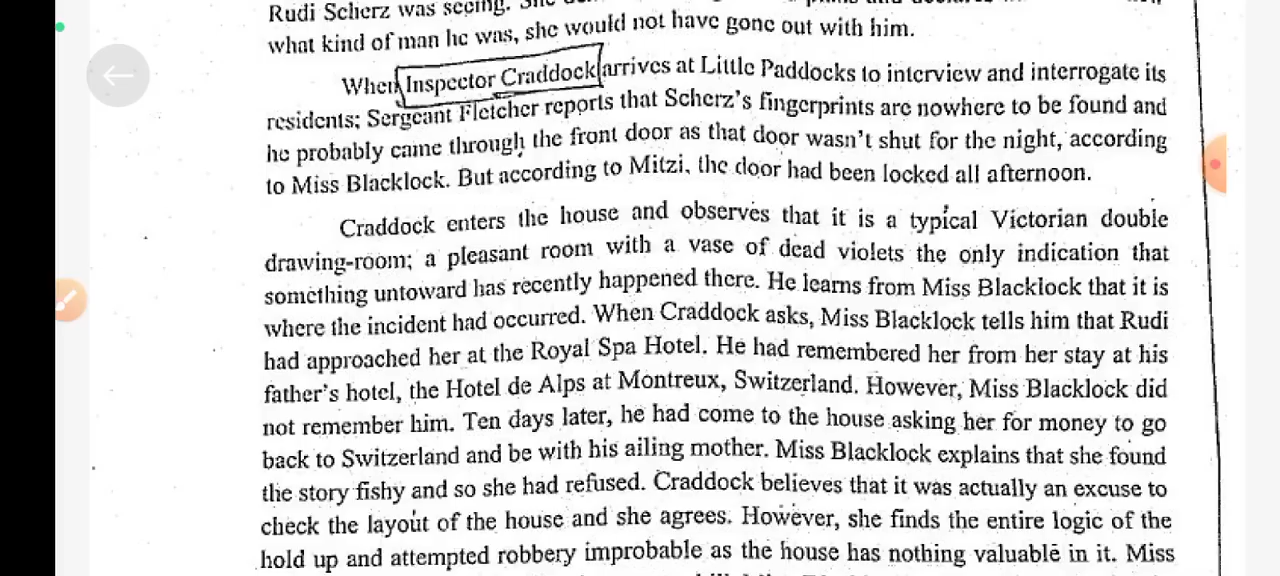 Rudi Scherz was seeing. She
what kind of man he was, she would not have gone out with him.
When Inspector Craddock arrives at Little Paddocks to interview and interrogate its
residents; Sergeant Fletcher reports that Scherz's fingerprints are nowhere to be found and
he probably came through the front door as that door wasn't shut for the night, according
to Miss Blacklock. But according to Mitzi, the door had been locked all afternoon.
Craddock enters the house and observes that it is a typical Victorian double
drawing-room; a pleasant room with a vase of dead violets the only indication that
something untoward has recently happened there. He learns from Miss Blacklock that it is
where the incident had occurred. When Craddock asks, Miss Blacklock tells him that Rudi
had approached her at the Royal Spa Hotel. He had remembered her from her stay at his
father's hotel, the Hotel de Alps at Montreux, Switzerland. However, Miss Blacklock did
not remember him. Ten days later, he had come to the house asking her for money to go
back to Switzerland and be with his ailing mother. Miss Blacklock explains that she found
the story fishy and so she had refused. Craddock believes that it was actually an excuse to
check the layout of the house and she agrees. However, she finds the entire logic of the
hold up and attempted robbery improbable as the house has nothing valuable in it. Miss